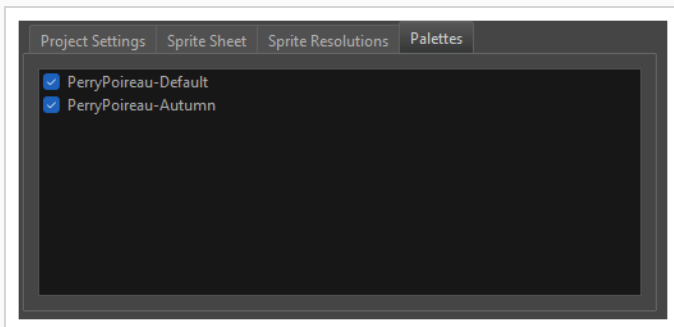 Project Settings Sprite Sheet Sprite Resolutions Palettes
PerryPoireau-Default
PerryPoireau-Autumn